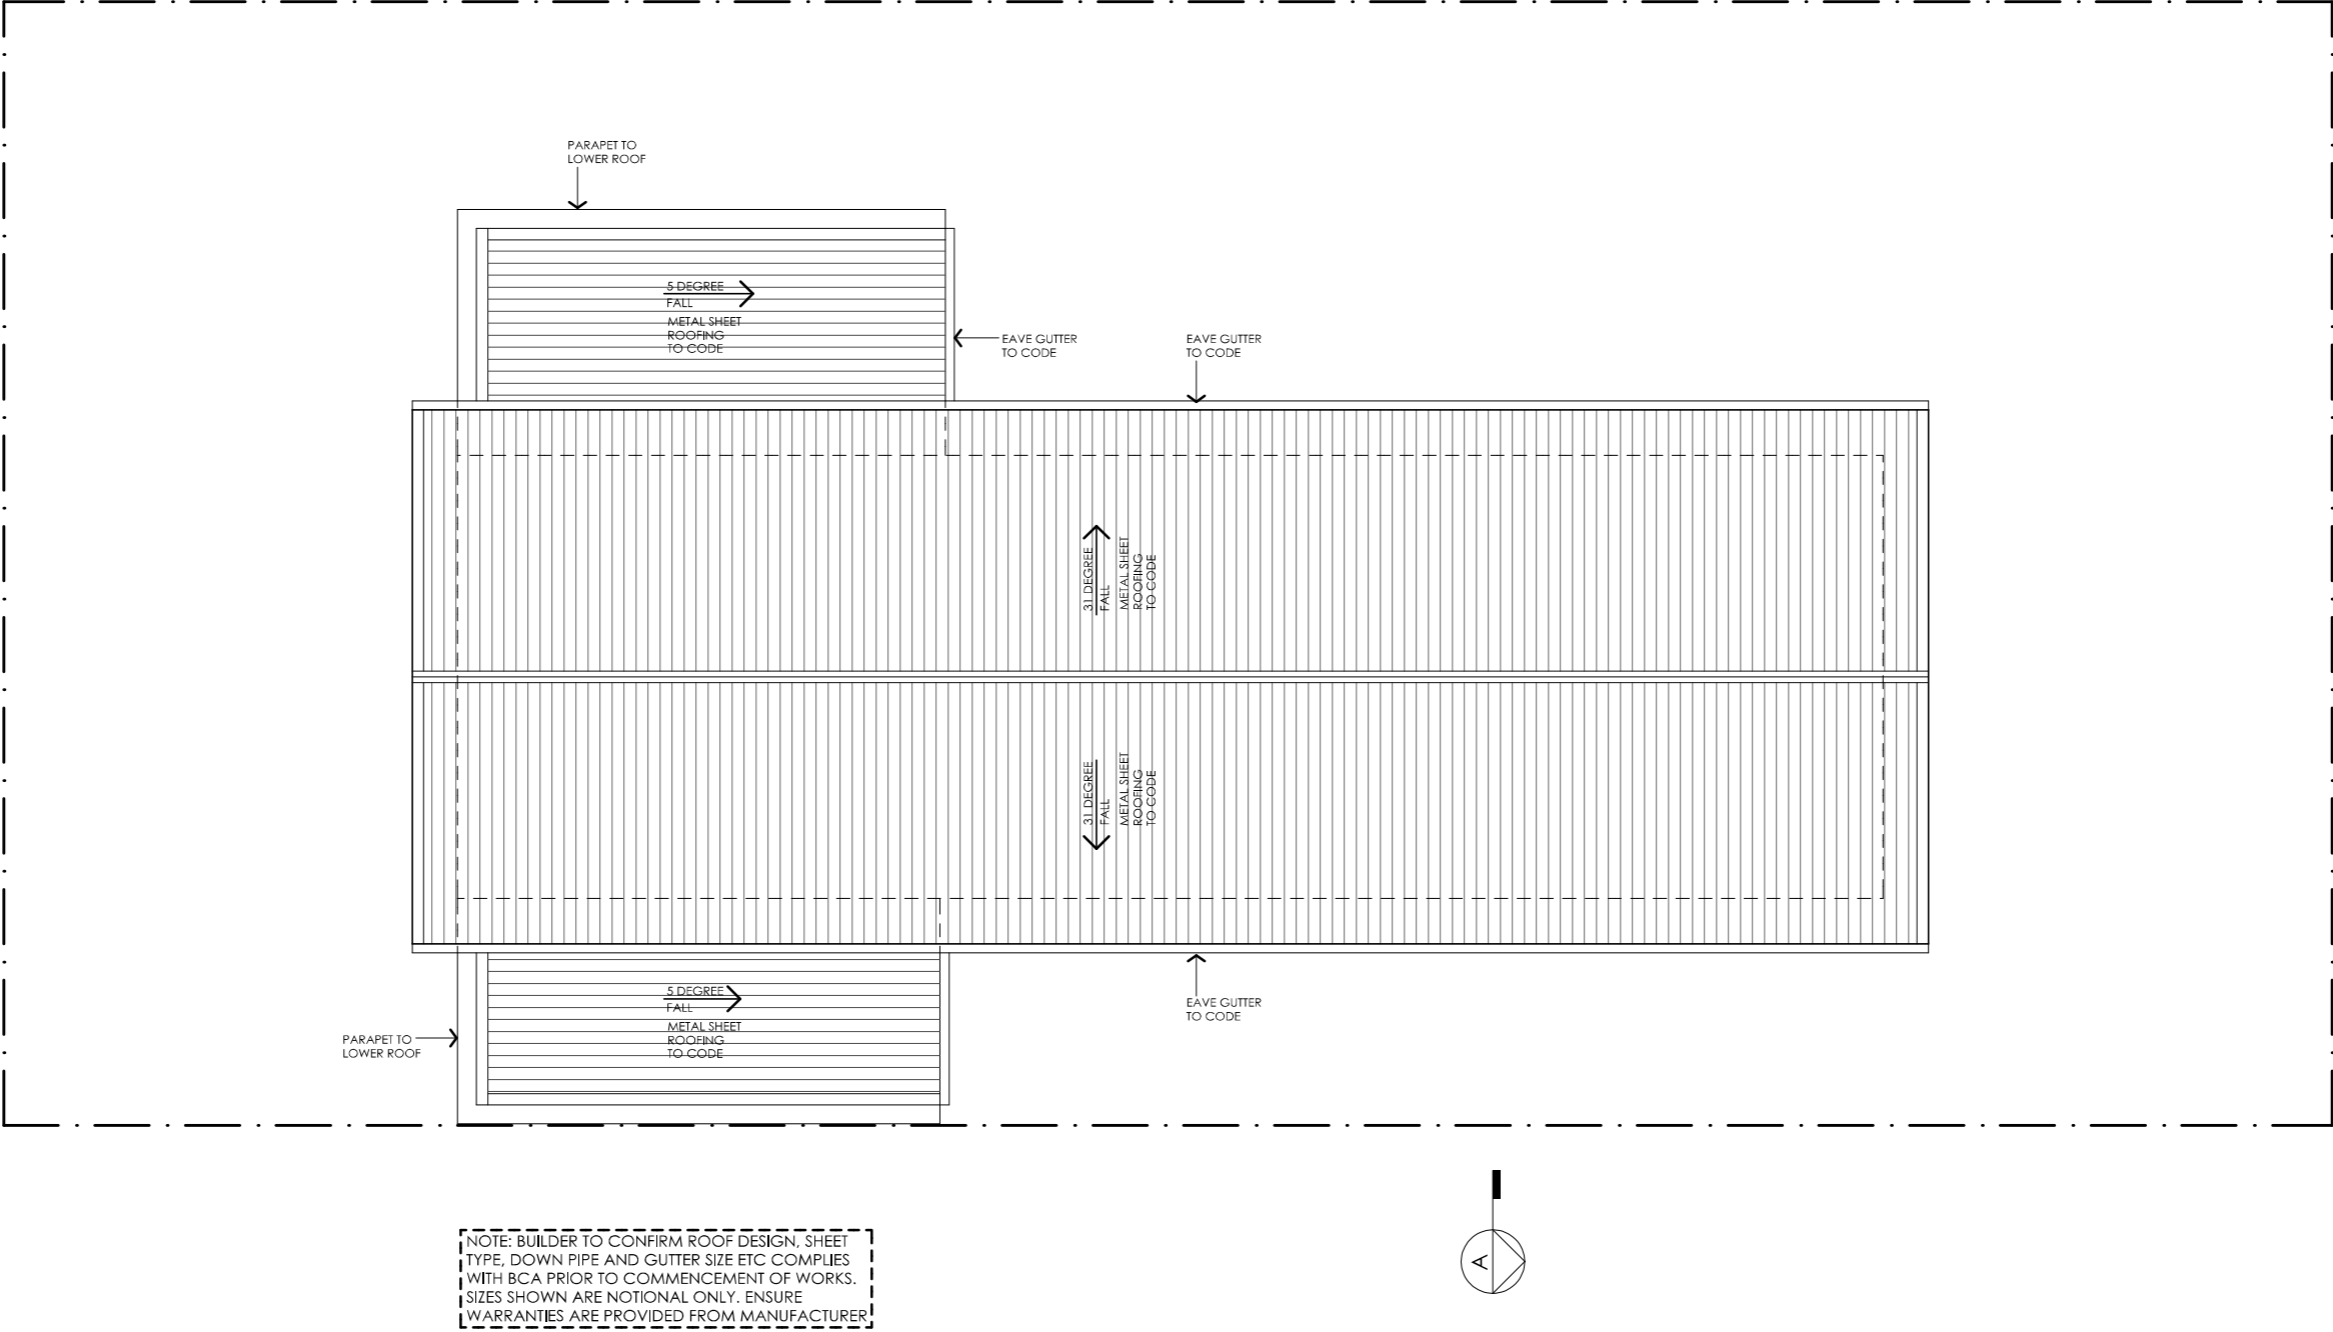 PARAPET TO
LOWER ROOF
5 DEGREE
FALL
METAL SHEET
ROOFING
TO CODE
EAVE GUTTER
TO CODE
EAVE GUTTER
TO CODE
31 DEGREE
FALL
METAL SHEET
ROOFING
TO CODE
31 DEGREE
FALL
METAL SHEET
ROOFING
TO CODE
5 DEGREE
FALL
METAL SHEET
ROOFING
TO CODE
EAVE GUTTER
TO CODE
PARAPET TO
LOWER ROOF
A
NOTE: BUILDER TO CONFIRM ROOF DESIGN, SHEET
TYPE, DOWN PIPE AND GUTTER SIZE ETC COMPLIES
WITH BCA PRIOR TO COMMENCEMENT OF WORKS.
SIZES SHOWN ARE NOTIONAL ONLY. ENSURE
WARRANTIES ARE PROVIDED FROM MANUFACTURER